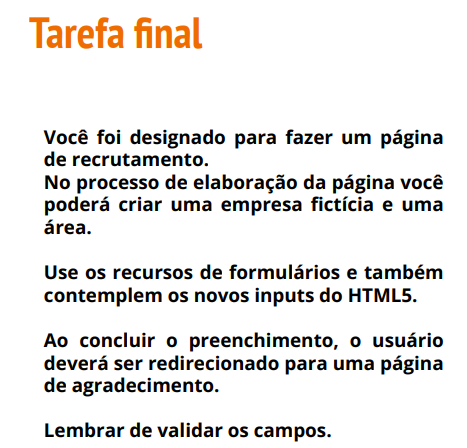 Tarefa final
Você foi designado para fazer um página
de recrutamento.
No processo de elaboração da página você
poderá criar uma empresa fictícia e uma
área.
Use os recursos de formulários e também
contemplem os novos inputs do HTML5.
Ao concluir o preenchimento, o usuário
deverá ser redirecionado para uma página
de agradecimento.
Lembrar de validar os campos.